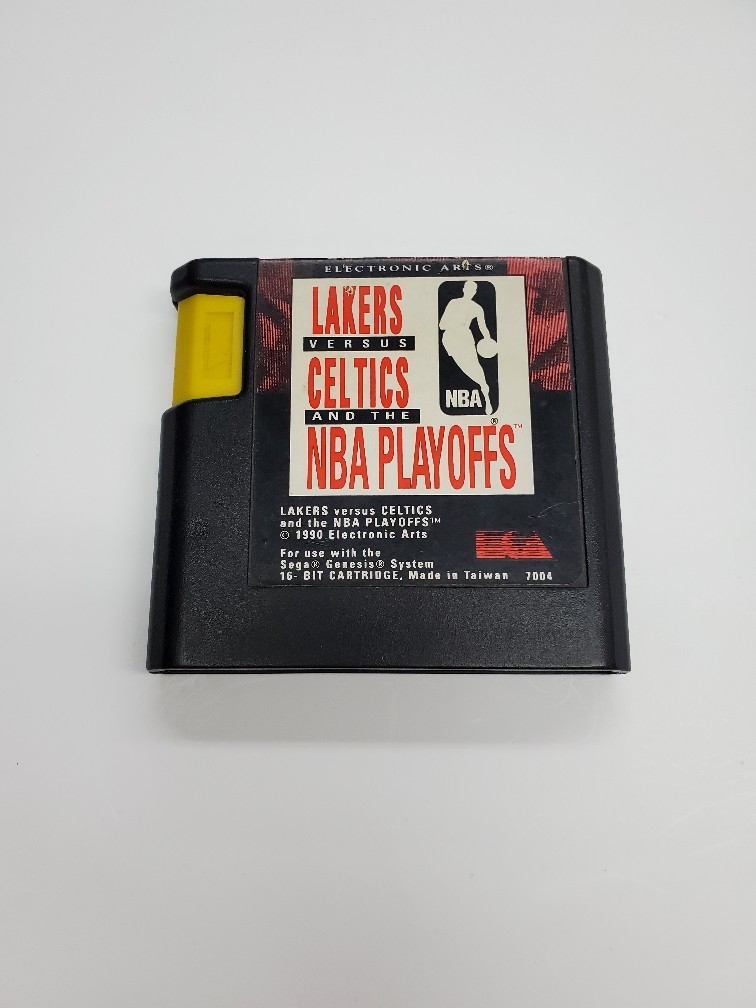 ELECTRONIC ARTS®
LAKERS
VERSUS
CELTICS
AND THE
NBA PLAYOFFS™
NBA
®
LAKERS versus CELTICS
and the NBA PLAYOFFS™
© 1990 Electronic Arts
For use with the
Sega® Genesis® System
16- BIT CARTRIDGE, Made in Taiwan 7004